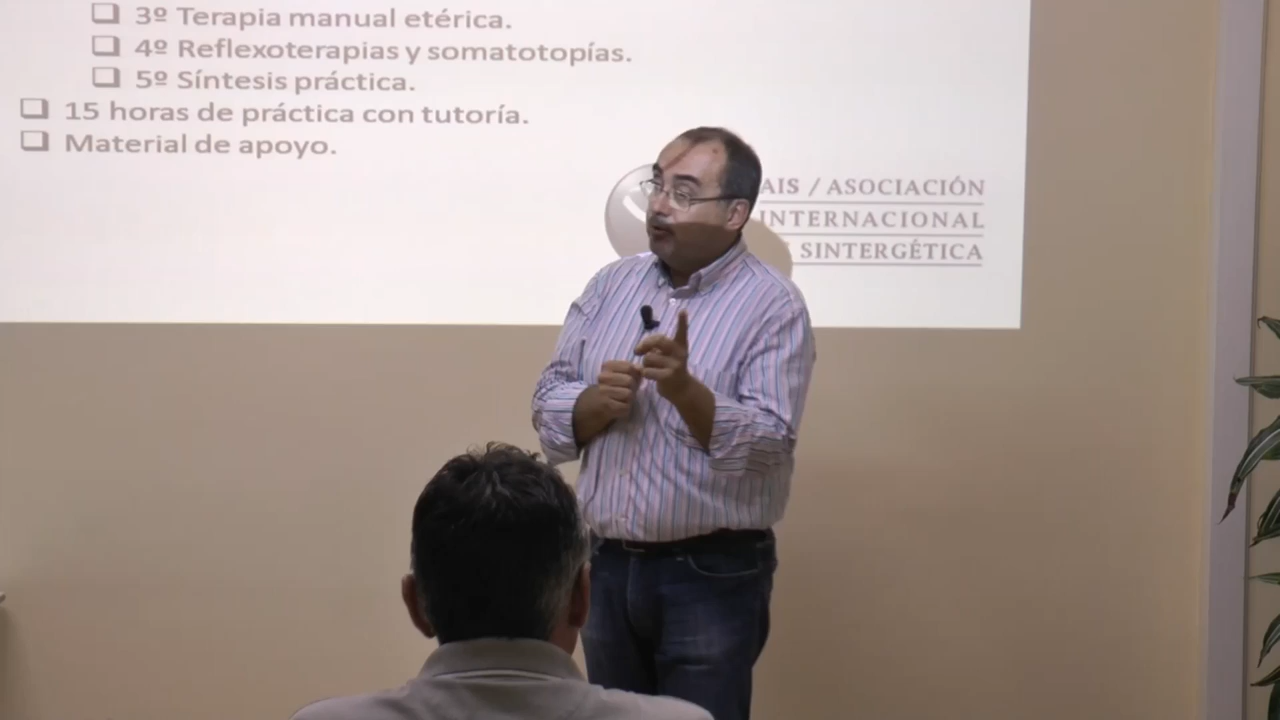 3º Terapia manual etérica.
4º Reflexoterapias y somatotopías.
5º Síntesis práctica.
15 horas de práctica con tutoría.
Material de apoyo.
AIS / ASOCIACIÓN
INTERNACIONAL
SINTERGÉTICA